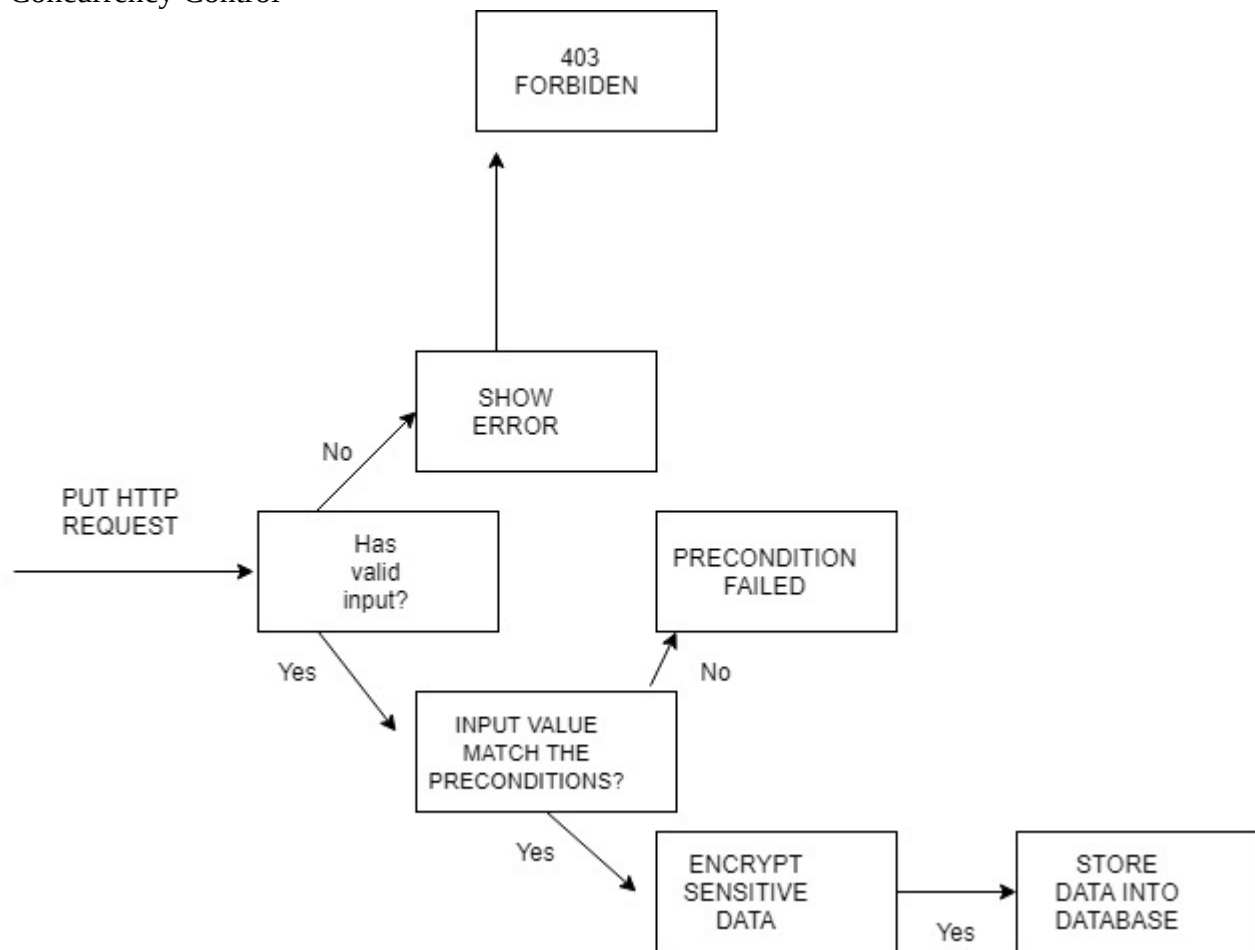 Concurrency Control
403
FORBIDEN
SHOW
ERROR
No
PUT HTTP
REQUEST
Has
valid
input?
PRECONDITION
FAILED
Yes
No
INPUT VALUE
MATCH THE
PRECONDITIONS?
Yes
ENCRYPT
SENSITIVE
DATA
Yes
STORE
DATA INTO
DATABASE